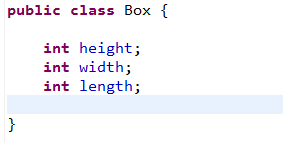 public class Box {
    int height;
    int width;
    int length;
}